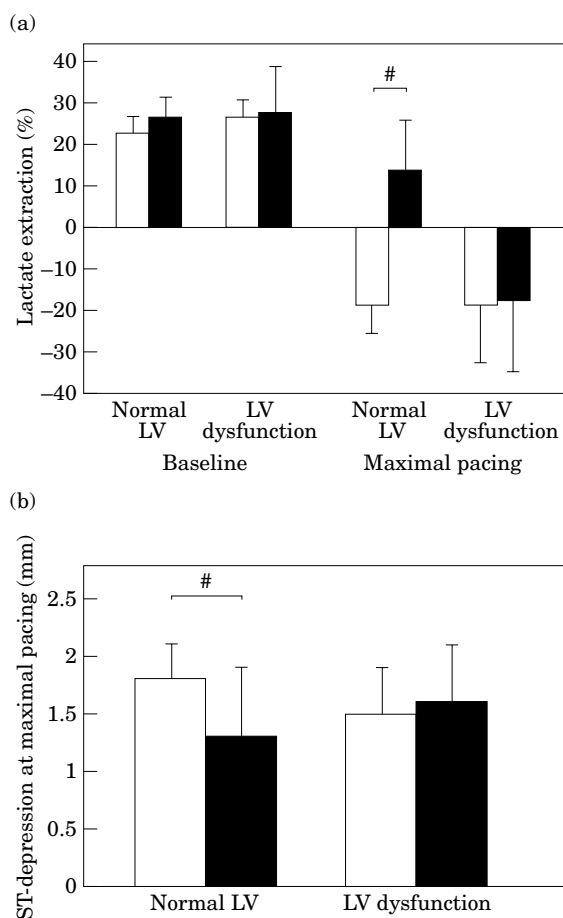 (a)
Lactate extraction (%)
40
30
20
10
0
–10
–20
–30
–40
#
Normal LV
LV dysfunction
Normal LV
LV dysfunction
Baseline
Maximal pacing
(b)
ST-depression at maximal pacing (mm)
2.5
2
1.5
1
0.5
0
#
Normal LV
LV dysfunction